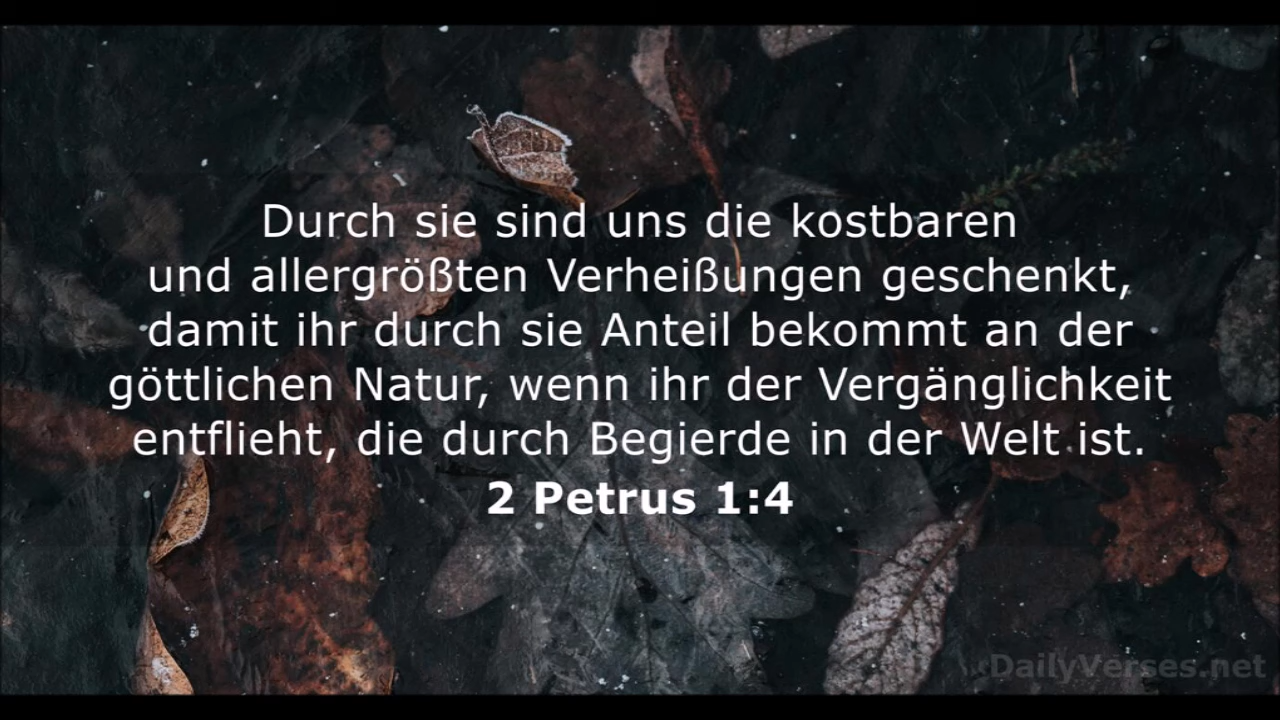 Durch sie sind uns die kostbaren
und allergrößten Verheißungen geschenkt,
damit ihr durch sie Anteil bekommt an der
göttlichen Natur, wenn ihr der Vergänglichkeit
entflieht, die durch Begierde in der Welt ist.
2 Petrus 1:4
DailyVerses.net